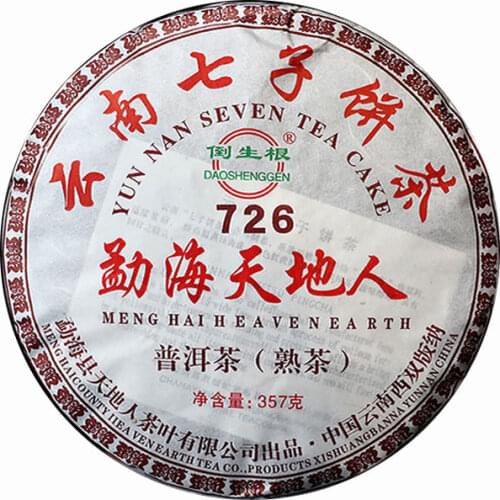 云南七子饼茶
YUN NAN SEVEN TEA CAKE
倒生根®
DAOSHENGGEN
726
勐海天地人
MENG HAI HEAVEN EARTH
普洱茶（熟茶）
净含量:357克
勐海县天地人茶叶有限公司出品·中国云南西双版纳
MENGHAI COUNTY HEAVEN EARTH TEA CO.,PRODUCTS XISHUANGBANNA YUNNAN CHINA